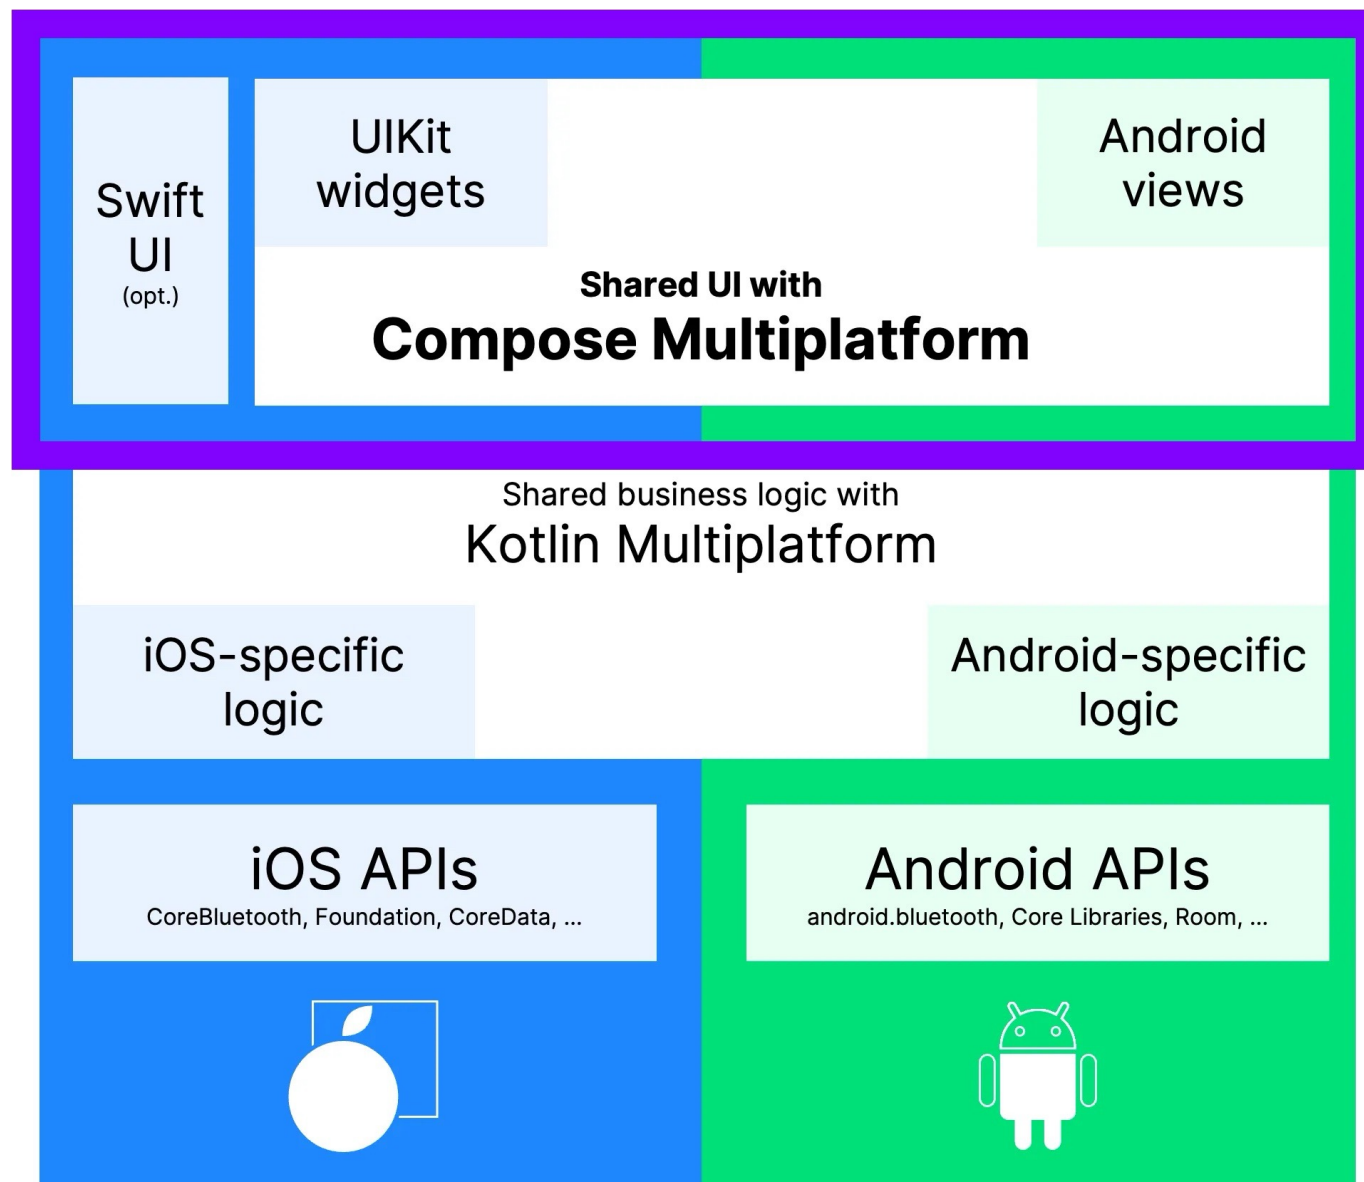 Swift
UI
(opt.)
UIKit
widgets
Android
views
Shared UI with
Compose Multiplatform
Shared business logic with
Kotlin Multiplatform
iOS-specific
logic
Android-specific
logic
iOS APIs
CoreBluetooth, Foundation, CoreData, ...
Android APIs
android.bluetooth, Core Libraries, Room, ...